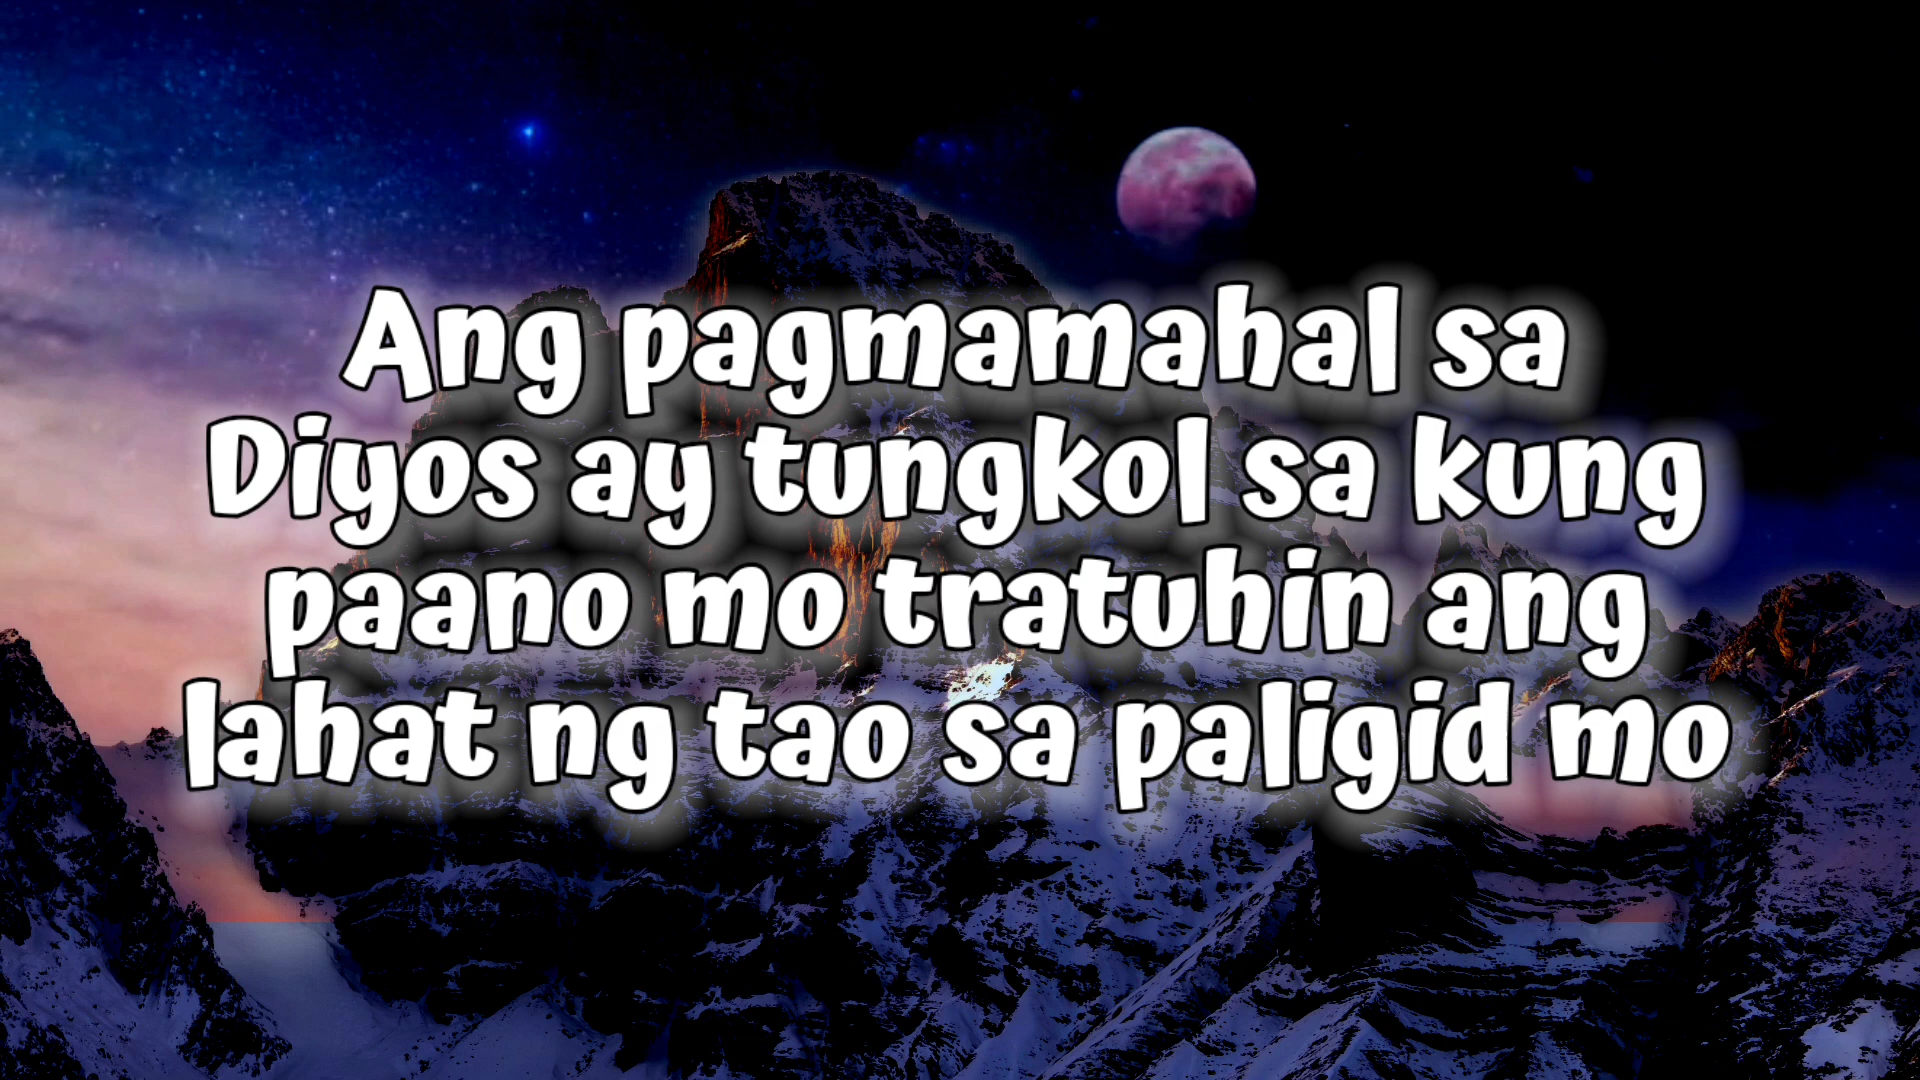 Ang pagmamahal sa
Diyos ay tungkol sa kung
paano mo tratuhin ang
lahat ng tao sa paligid mo